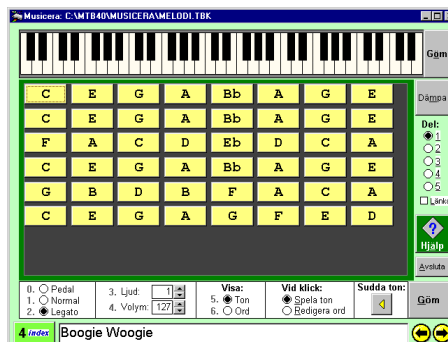 Musicera: C:\MTB40\MUSICERA\MELODI.TBK
Göm
C E G A Bb A G E
C E G A Bb A G E
F A C D Eb D C A
C E G A Bb A G E
G B D B F A C A
C E G A G F E D
Dämpa
Del:
1
2
3
4
5
Länka
Hjälp
Avsluta
0. Pedal
1. Normal
2. Legato
3. Ljud: 1
4. Volym: 127
Visa:
5. Ton
6. Ord
Vid klick:
Spela ton
Redigera ord
Sudda ton:
Göm
4 index Boogie Woogie